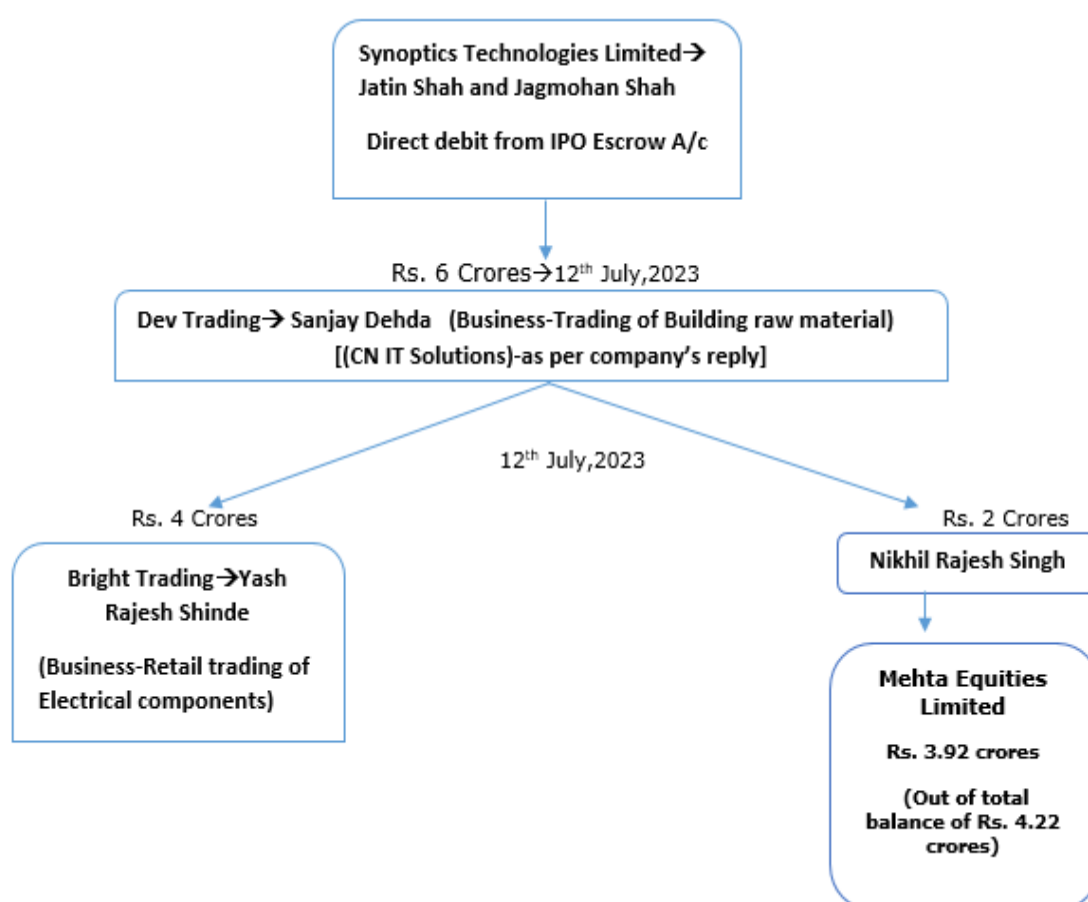 Synoptics Technologies Limited→
Jatin Shah and Jagmohan Shah
Direct debit from IPO Escrow A/c
Rs. 6 Crores→12th July,2023
Dev Trading→ Sanjay Dehda (Business-Trading of Building raw material)
[(CN IT Solutions)-as per company's reply]
12th July,2023
Rs. 4 Crores
Rs. 2 Crores
Bright Trading→Yash
Rajesh Shinde
(Business-Retail trading of
Electrical components)
Nikhil Rajesh Singh
Mehta Equities
Limited
Rs. 3.92 crores
(Out of total
balance of Rs. 4.22
crores)